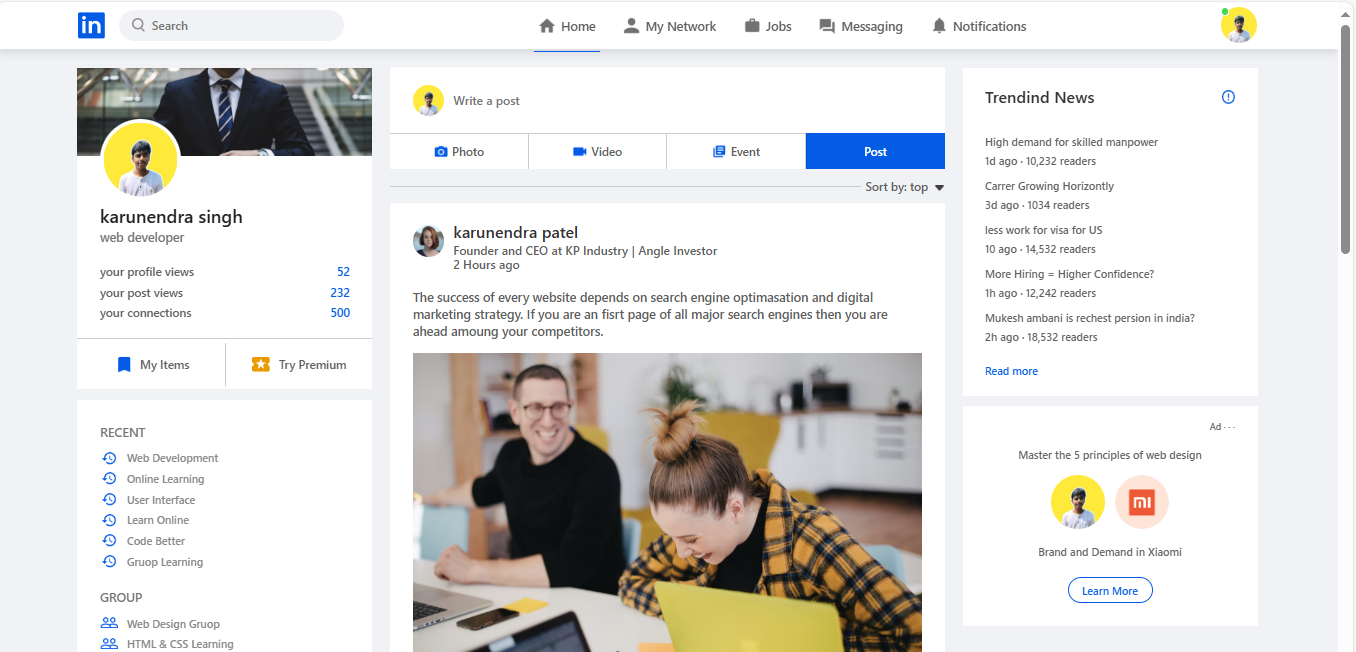 in
Search
Home
My Network
Jobs
Messaging
Notifications
karunendra singh
web developer
your profile views 52
your post views 232
your connections 500
My Items
Try Premium
RECENT
Web Development
Online Learning
User Interface
Learn Online
Code Better
Gruop Learning
GROUP
Web Design Gruop
HTML & CSS Learning
Write a post
Photo
Video
Event
Post
Sort by: top
karunendra patel
Founder and CEO at KP Industry | Angle Investor
2 Hours ago
The success of every website depends on search engine optimasation and digital
marketing strategy. If you are an fisrt page of all major search engines then you are
ahead amoung your competitors.
Trendind News
High demand for skilled manpower
1d ago · 10,232 readers
Carrer Growing Horizontly
3d ago · 1034 readers
less work for visa for US
10 ago · 14,532 readers
More Hiring = Higher Confidence?
1h ago · 12,242 readers
Mukesh ambani is rechest persion in india?
2h ago · 18,532 readers
Read more
Ad · · ·
Master the 5 principles of web design
mi
Brand and Demand in Xiaomi
Learn More